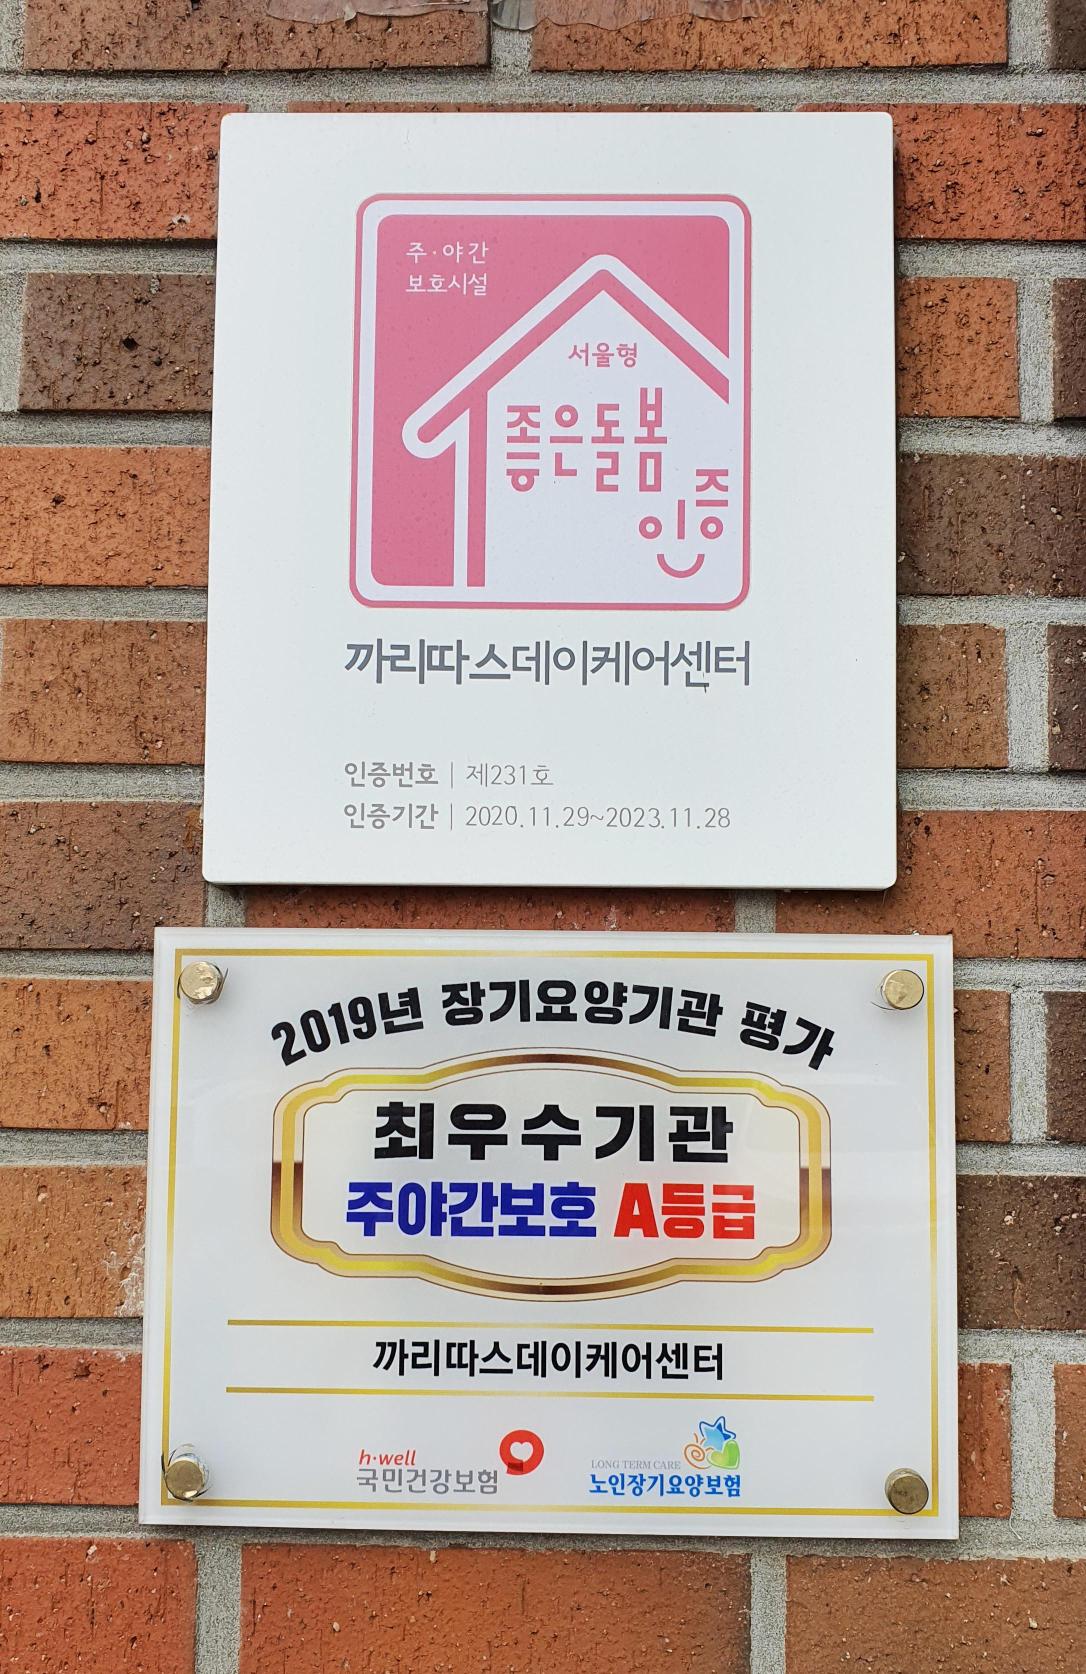 주·야간
보호시설
서울형
좋은돌봄
인증
까리따스데이케어센터
인증번호 | 제231호
인증기간 | 2020.11.29~2023.11.28
2019년 장기요양기관 평가
최우수기관
주야간보호 A등급
까리따스데이케어센터
h·well
국민건강보험
LONG TERM CARE
노인장기요양보험